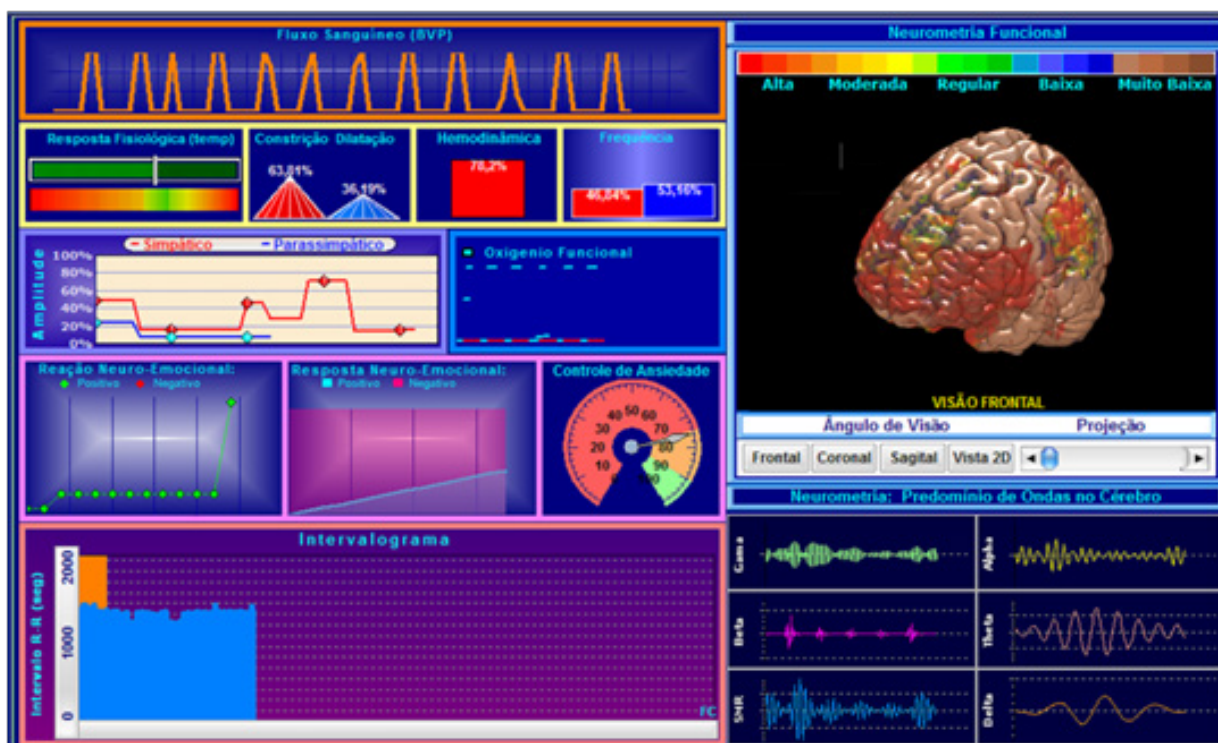 Fluxo Sanguíneo (BVP)
Resposta Fisiológica (temp)
Constrição Dilatação
63,81%
36,19%
Hemodinâmica
78,2%
Frequência
46,84%
53,16%
Simpático
Parassimpático
Amplitude
100%
80%
60%
40%
20%
0%
Oxigenio Funcional
Reação Neuro-Emocional:
Positivo
Negativo
Resposta Neuro-Emocional:
Positivo
Negativo
Controle de Ansiedade
0
10
20
30
40
50
60
70
80
90
100
Intervalograma
Intervalo R-R (seg)
2000
1000
0
FC
Neurometria Funcional
Alta
Moderada
Regular
Baixa
Muito Baixa
VISÃO FRONTAL
Ângulo de Visão
Projeção
Frontal
Coronal
Sagital
Vista 2D
Neurometria: Predomínio de Ondas no Cérebro
Gama
Alpha
Beta
Theta
SMR
Delta